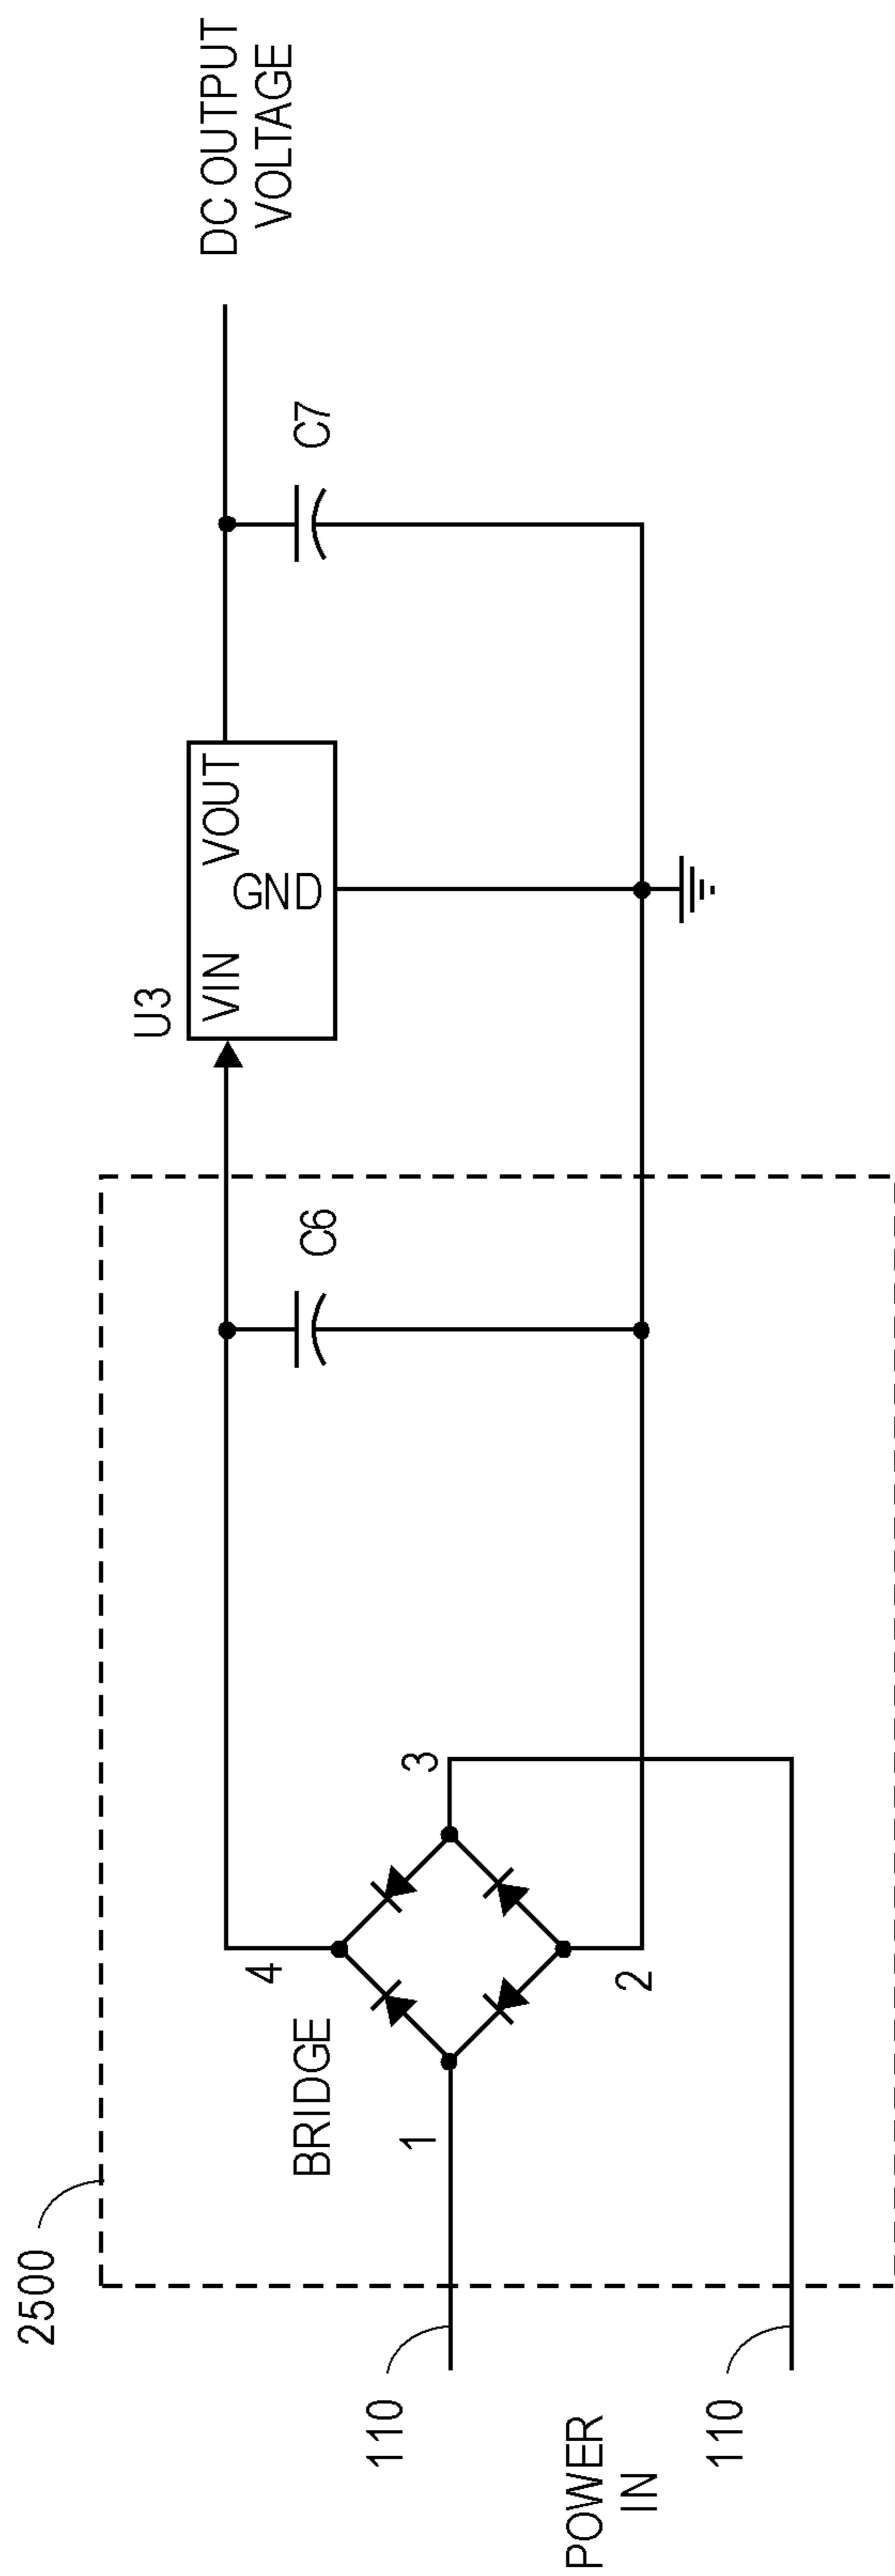 2500
110
POWER
IN
110
BRIDGE
1
4
3
2
C6
U3
VIN
VOUT
GND
C7
DC OUTPUT
VOLTAGE